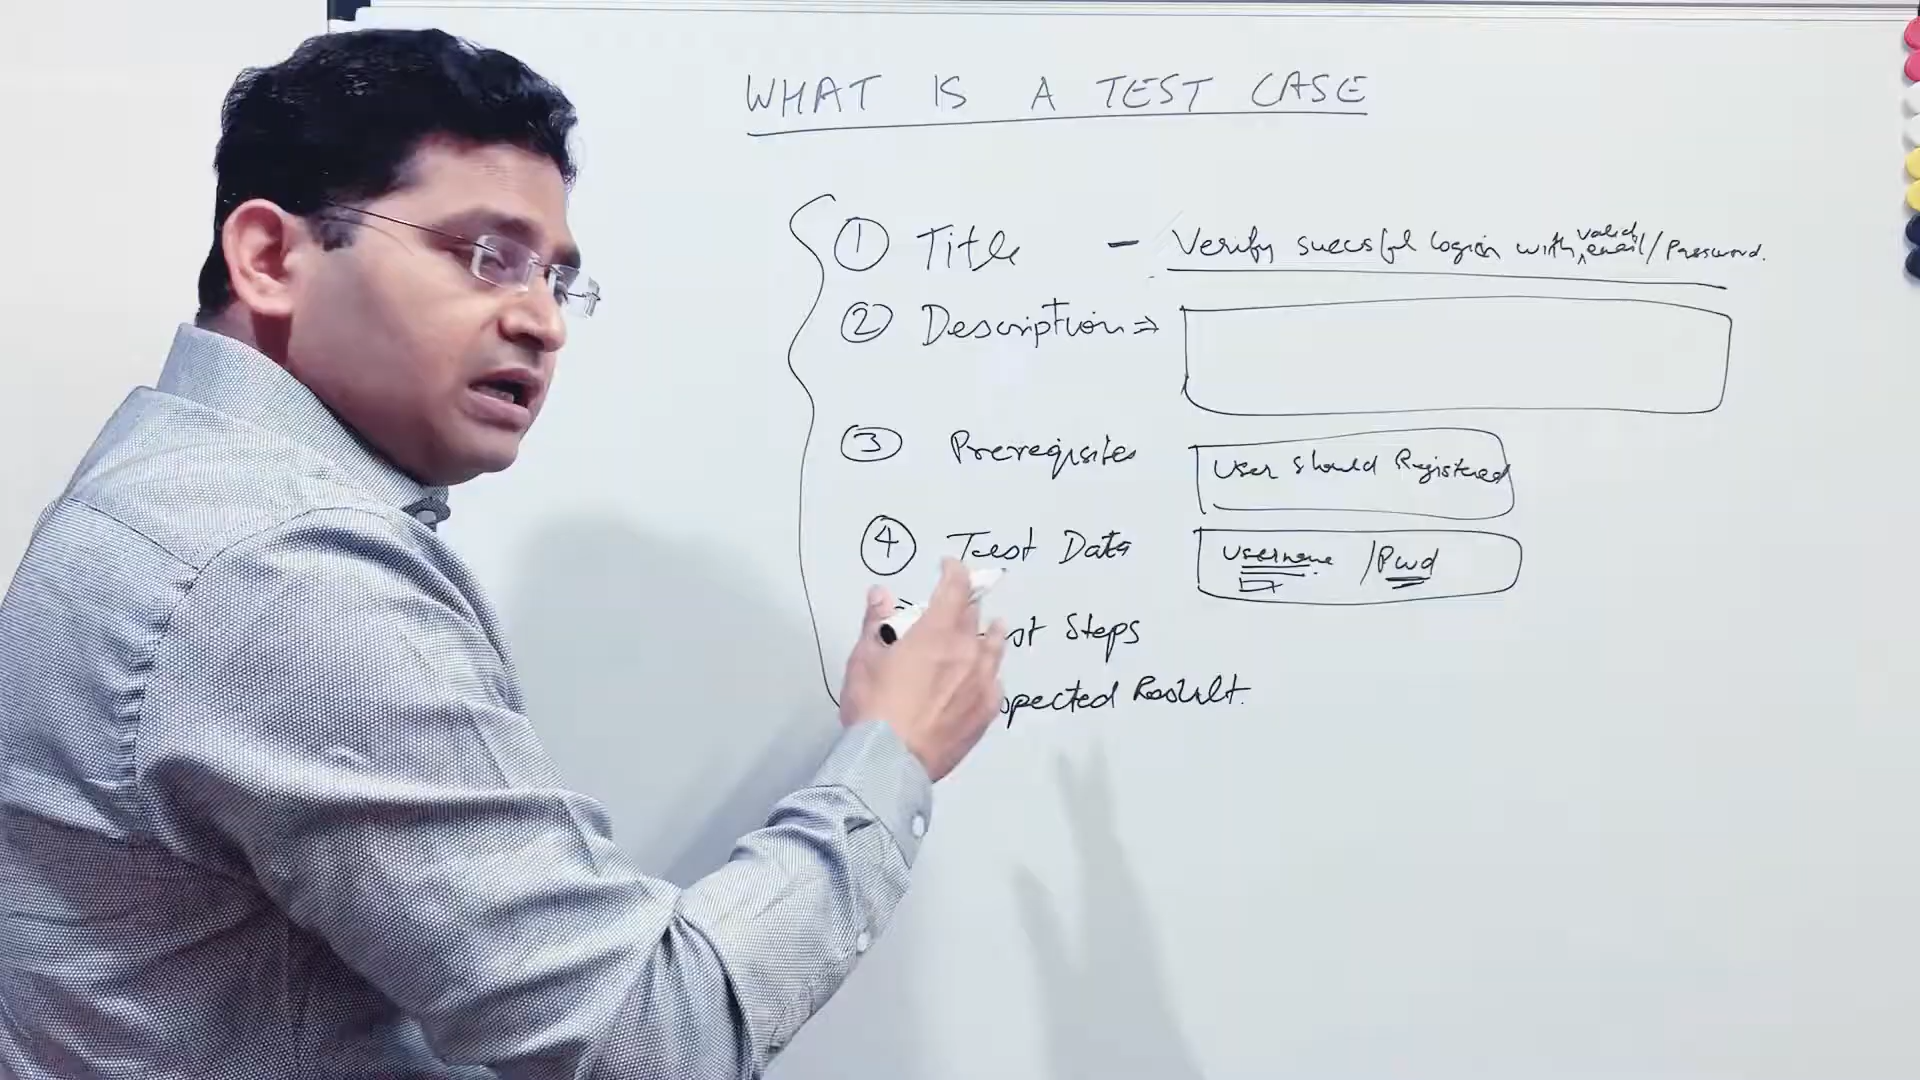 WHAT IS A TEST CASE
1 Title - Verify sucessful login with valid email/Password.
2 Description ⇒
3 Prerequisites User should Registered
4 Test Data Username /Pwd
st Steps
pected Result.